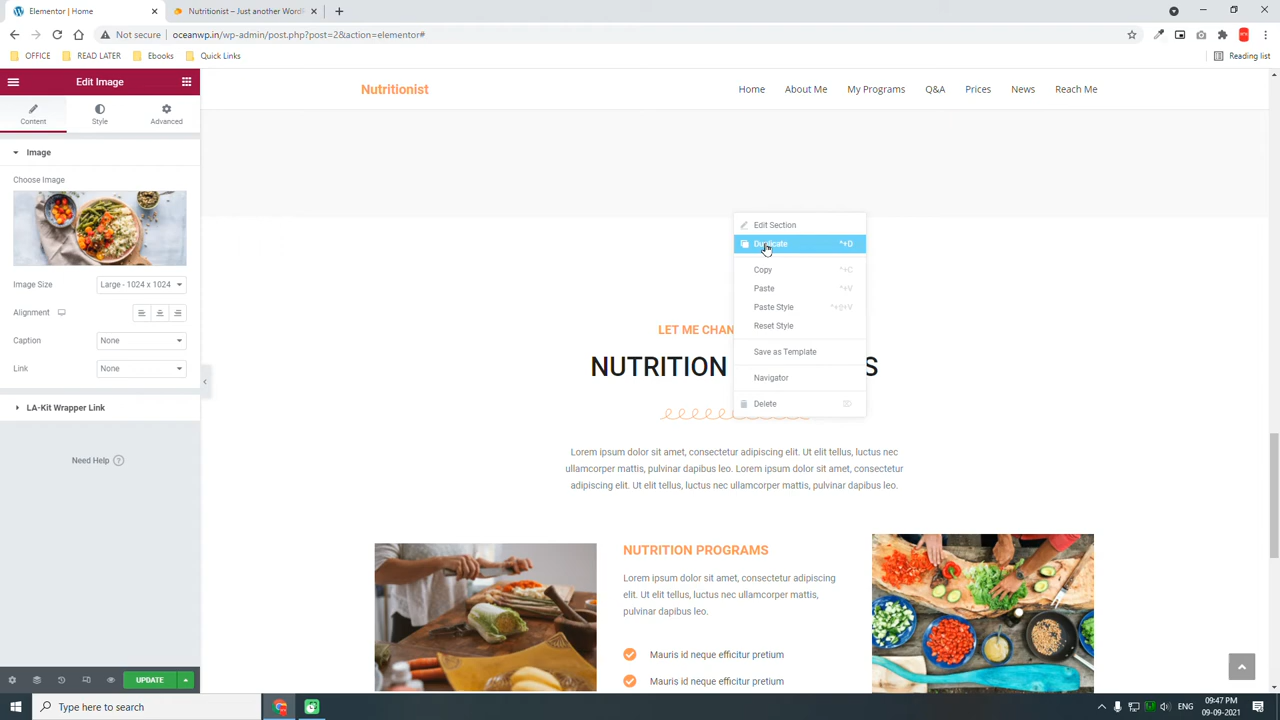 Elementor | Home
Nutritionist – Just another WordP
Not secure
oceanwp.in/wp-admin/post.php?post=2&action=elementor#
OFFICE
READ LATER
Ebooks
Quick Links
Reading list
Edit Image
Content
Style
Advanced
Image
Choose Image
Image Size
Large - 1024 x 1024
Alignment
Caption
None
Link
None
LA-Kit Wrapper Link
Need Help ?
UPDATE
Nutritionist
Home
About Me
My Programs
Q&A
Prices
News
Reach Me
Edit Section
Duplicate ^+D
Copy ^+C
Paste ^+V
Paste Style ^+⇧+V
Reset Style
Save as Template
Navigator
Delete
LET ME CHAN
NUTRITION S
Lorem ipsum dolor sit amet, consectetur adipiscing elit. Ut elit tellus, luctus nec
ullamcorper mattis, pulvinar dapibus leo. Lorem ipsum dolor sit amet, consectetur
adipiscing elit. Ut elit tellus, luctus nec ullamcorper mattis, pulvinar dapibus leo.
NUTRITION PROGRAMS
Lorem ipsum dolor sit amet, consectetur adipiscing
elit. Ut elit tellus, luctus nec ullamcorper mattis,
pulvinar dapibus leo.
Mauris id neque efficitur pretium
Mauris id neque efficitur pretium
Type here to search
ENG
09:47 PM
09-09-2021